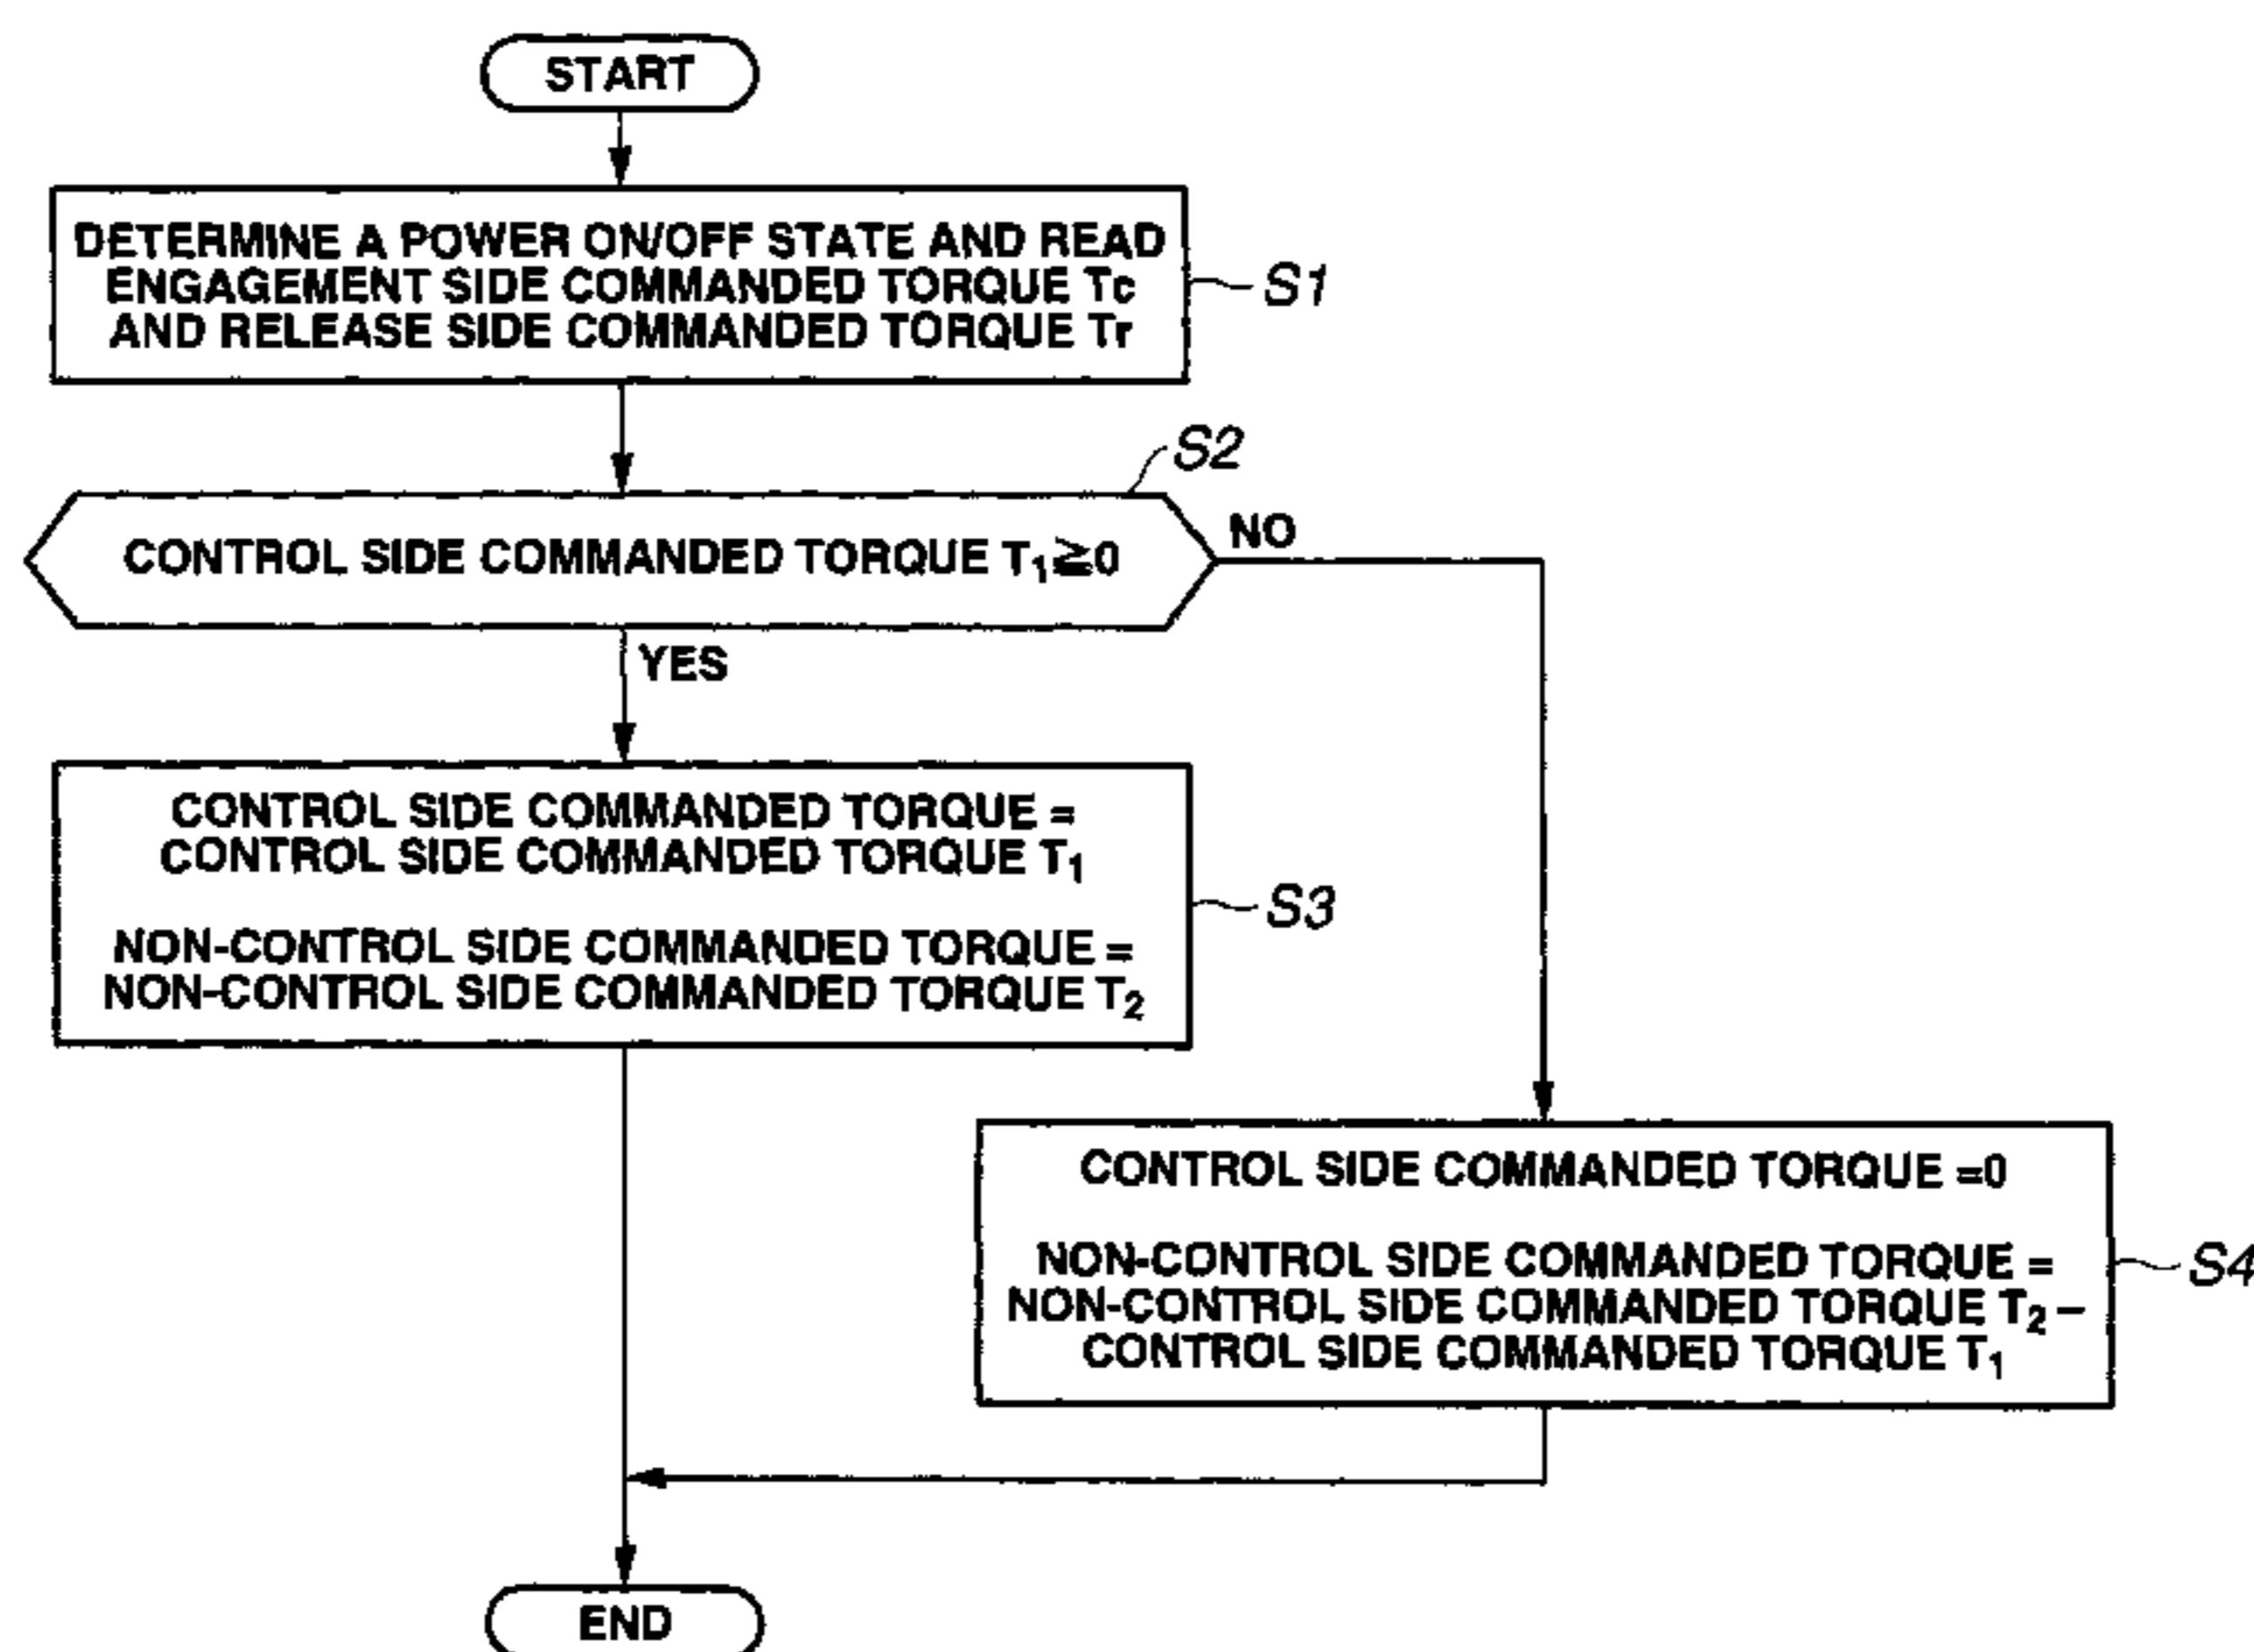 START
DETERMINE A POWER ON/OFF STATE AND READ
ENGAGEMENT SIDE COMMANDED TORQUE Tc
AND RELEASE SIDE COMMANDED TORQUE Tr
S1
S2
CONTROL SIDE COMMANDED TORQUE T₁≧0
NO
YES
CONTROL SIDE COMMANDED TORQUE =
CONTROL SIDE COMMANDED TORQUE T₁
NON-CONTROL SIDE COMMANDED TORQUE =
NON-CONTROL SIDE COMMANDED TORQUE T₂
S3
CONTROL SIDE COMMANDED TORQUE =0
NON-CONTROL SIDE COMMANDED TORQUE =
NON-CONTROL SIDE COMMANDED TORQUE T₂ −
CONTROL SIDE COMMANDED TORQUE T₁
S4
END